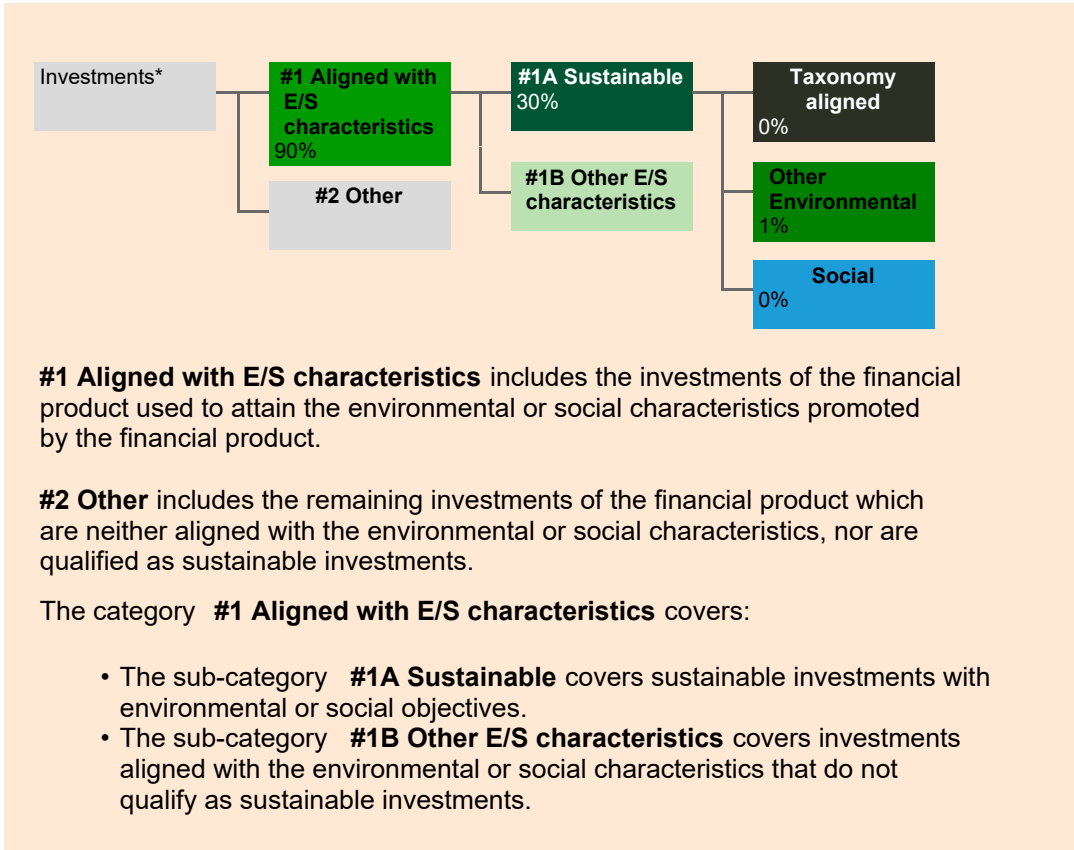 Investments*
#1 Aligned with
E/S
characteristics
90%
#2 Other
#1A Sustainable
30%
#1B Other E/S
characteristics
Taxonomy
aligned
0%
Other
Environmental
1%
Social
0%
#1 Aligned with E/S characteristics includes the investments of the financial
product used to attain the environmental or social characteristics promoted
by the financial product.
#2 Other includes the remaining investments of the financial product which
are neither aligned with the environmental or social characteristics, nor are
qualified as sustainable investments.
The category #1 Aligned with E/S characteristics covers:
• The sub-category #1A Sustainable covers sustainable investments with
environmental or social objectives.
• The sub-category #1B Other E/S characteristics covers investments
aligned with the environmental or social characteristics that do not
qualify as sustainable investments.